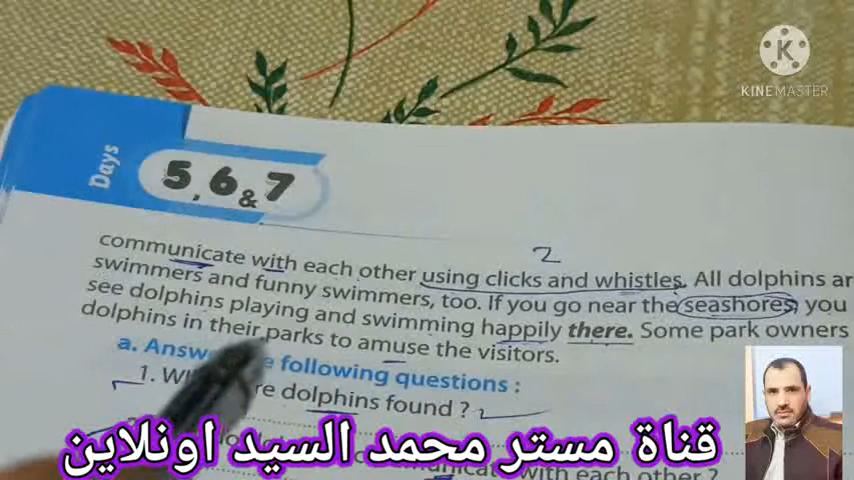 K
KINEMASTER
Days
5, 6 & 7
2
communicate with each other using clicks and whistles. All dolphins ar
swimmers and funny swimmers, too. If you go near the seashores, you
see dolphins playing and swimming happily there. Some park owners
dolphins in their parks to amuse the visitors.
a. Answ e following questions :
1. W re dolphins found ?
with each other ?
قناة مستر محمد السيد اونلاين